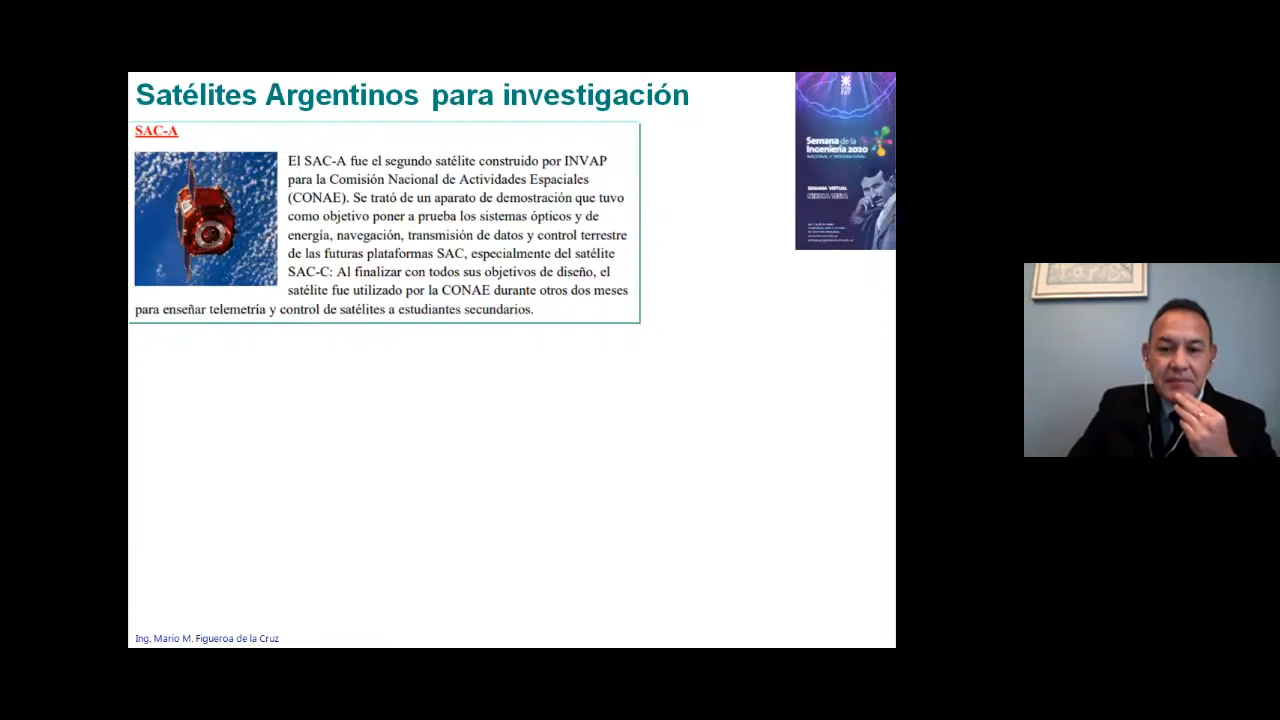 Satélites Argentinos para investigación
SAC-A
El SAC-A fue el segundo satélite construido por INVAP
para la Comisión Nacional de Actividades Espaciales
(CONAE). Se trató de un aparato de demostración que tuvo
como objetivo poner a prueba los sistemas ópticos y de
energía, navegación, transmisión de datos y control terrestre
de las futuras plataformas SAC, especialmente del satélite
SAC-C: Al finalizar con todos sus objetivos de diseño, el
satélite fue utilizado por la CONAE durante otros dos meses
para enseñar telemetría y control de satélites a estudiantes secundarios.
Semana de la
Ingeniería 2020
NACIONAL / INTERNACIONAL
SEMANA VIRTUAL
NIKOLA TESLA
Ing. Mario M. Figueroa de la Cruz